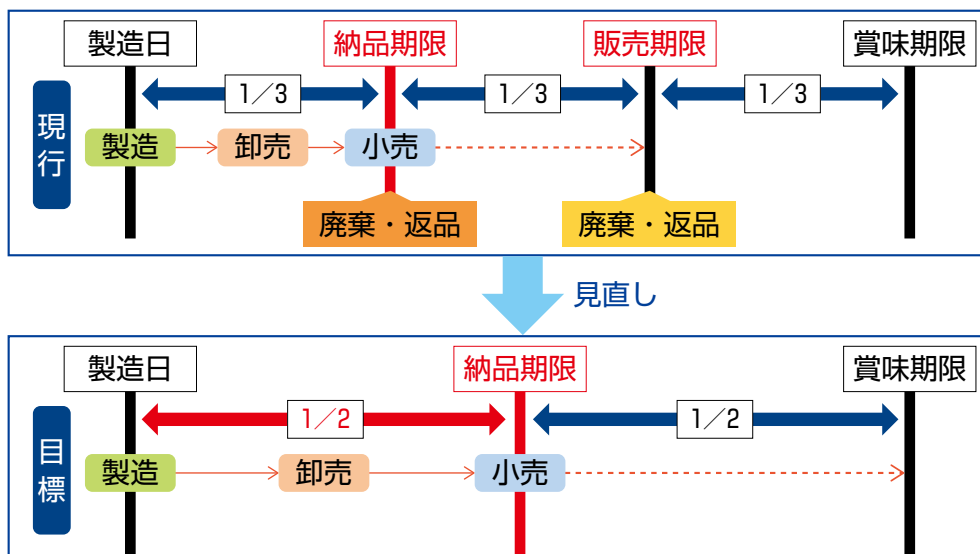 製造日
納品期限
販売期限
賞味期限
1／3
1／3
1／3
現行
製造
卸売
小売
廃棄・返品
廃棄・返品
見直し
製造日
納品期限
賞味期限
1／2
1／2
目標
製造
卸売
小売